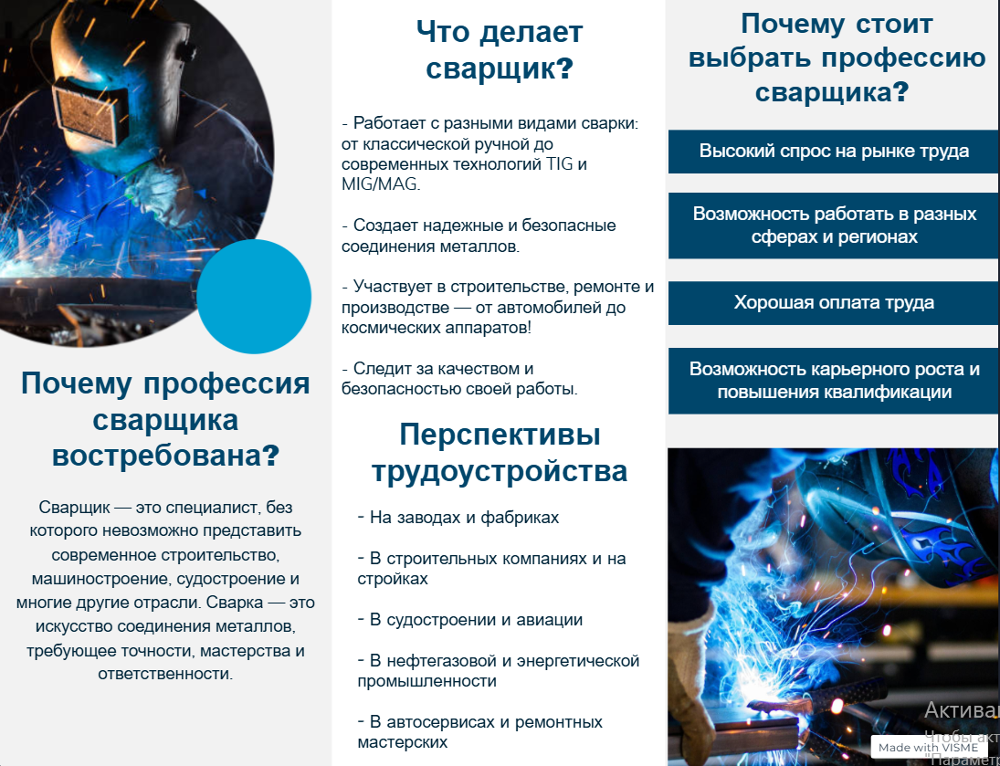 Почему профессия
сварщика
востребована?
Сварщик — это специалист, без
которого невозможно представить
современное строительство,
машиностроение, судостроение и
многие другие отрасли. Сварка — это
искусство соединения металлов,
требующее точности, мастерства и
ответственности.
Что делает
сварщик?
- Работает с разными видами сварки:
от классической ручной до
современных технологий TIG и
MIG/MAG.
- Создает надежные и безопасные
соединения металлов.
- Участвует в строительстве, ремонте и
производстве — от автомобилей до
космических аппаратов!
- Следит за качеством и
безопасностью своей работы.
Перспективы
трудоустройства
- На заводах и фабриках
- В строительных компаниях и на
стройках
- В судостроении и авиации
- В нефтегазовой и энергетической
промышленности
- В автосервисах и ремонтных
мастерских
Почему стоит
выбрать профессию
сварщика?
Высокий спрос на рынке труда
Возможность работать в разных
сферах и регионах
Хорошая оплата труда
Возможность карьерного роста и
повышения квалификации
Made with VISME
Актива
Чтобы акт
"Парамет